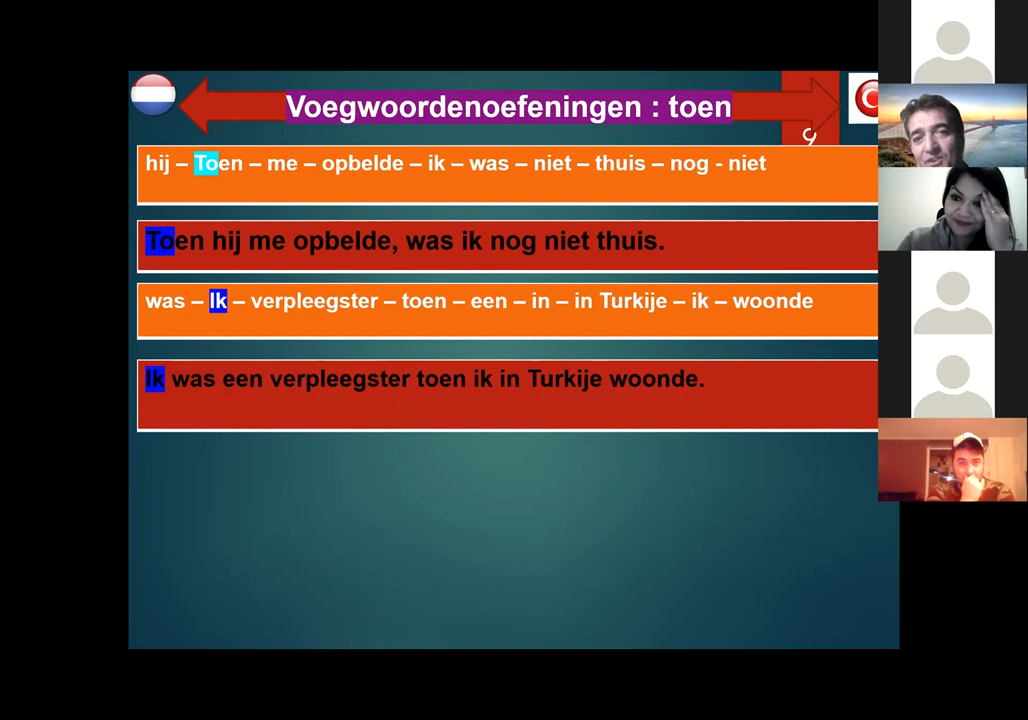 Voegwoordenoefeningen : toen
hij – Toen – me – opbelde – ik – was – niet – thuis – nog - niet
Toen hij me opbelde, was ik nog niet thuis.
was – Ik – verpleegster – toen – een – in – in Turkije – ik – woonde
Ik was een verpleegster toen ik in Turkije woonde.